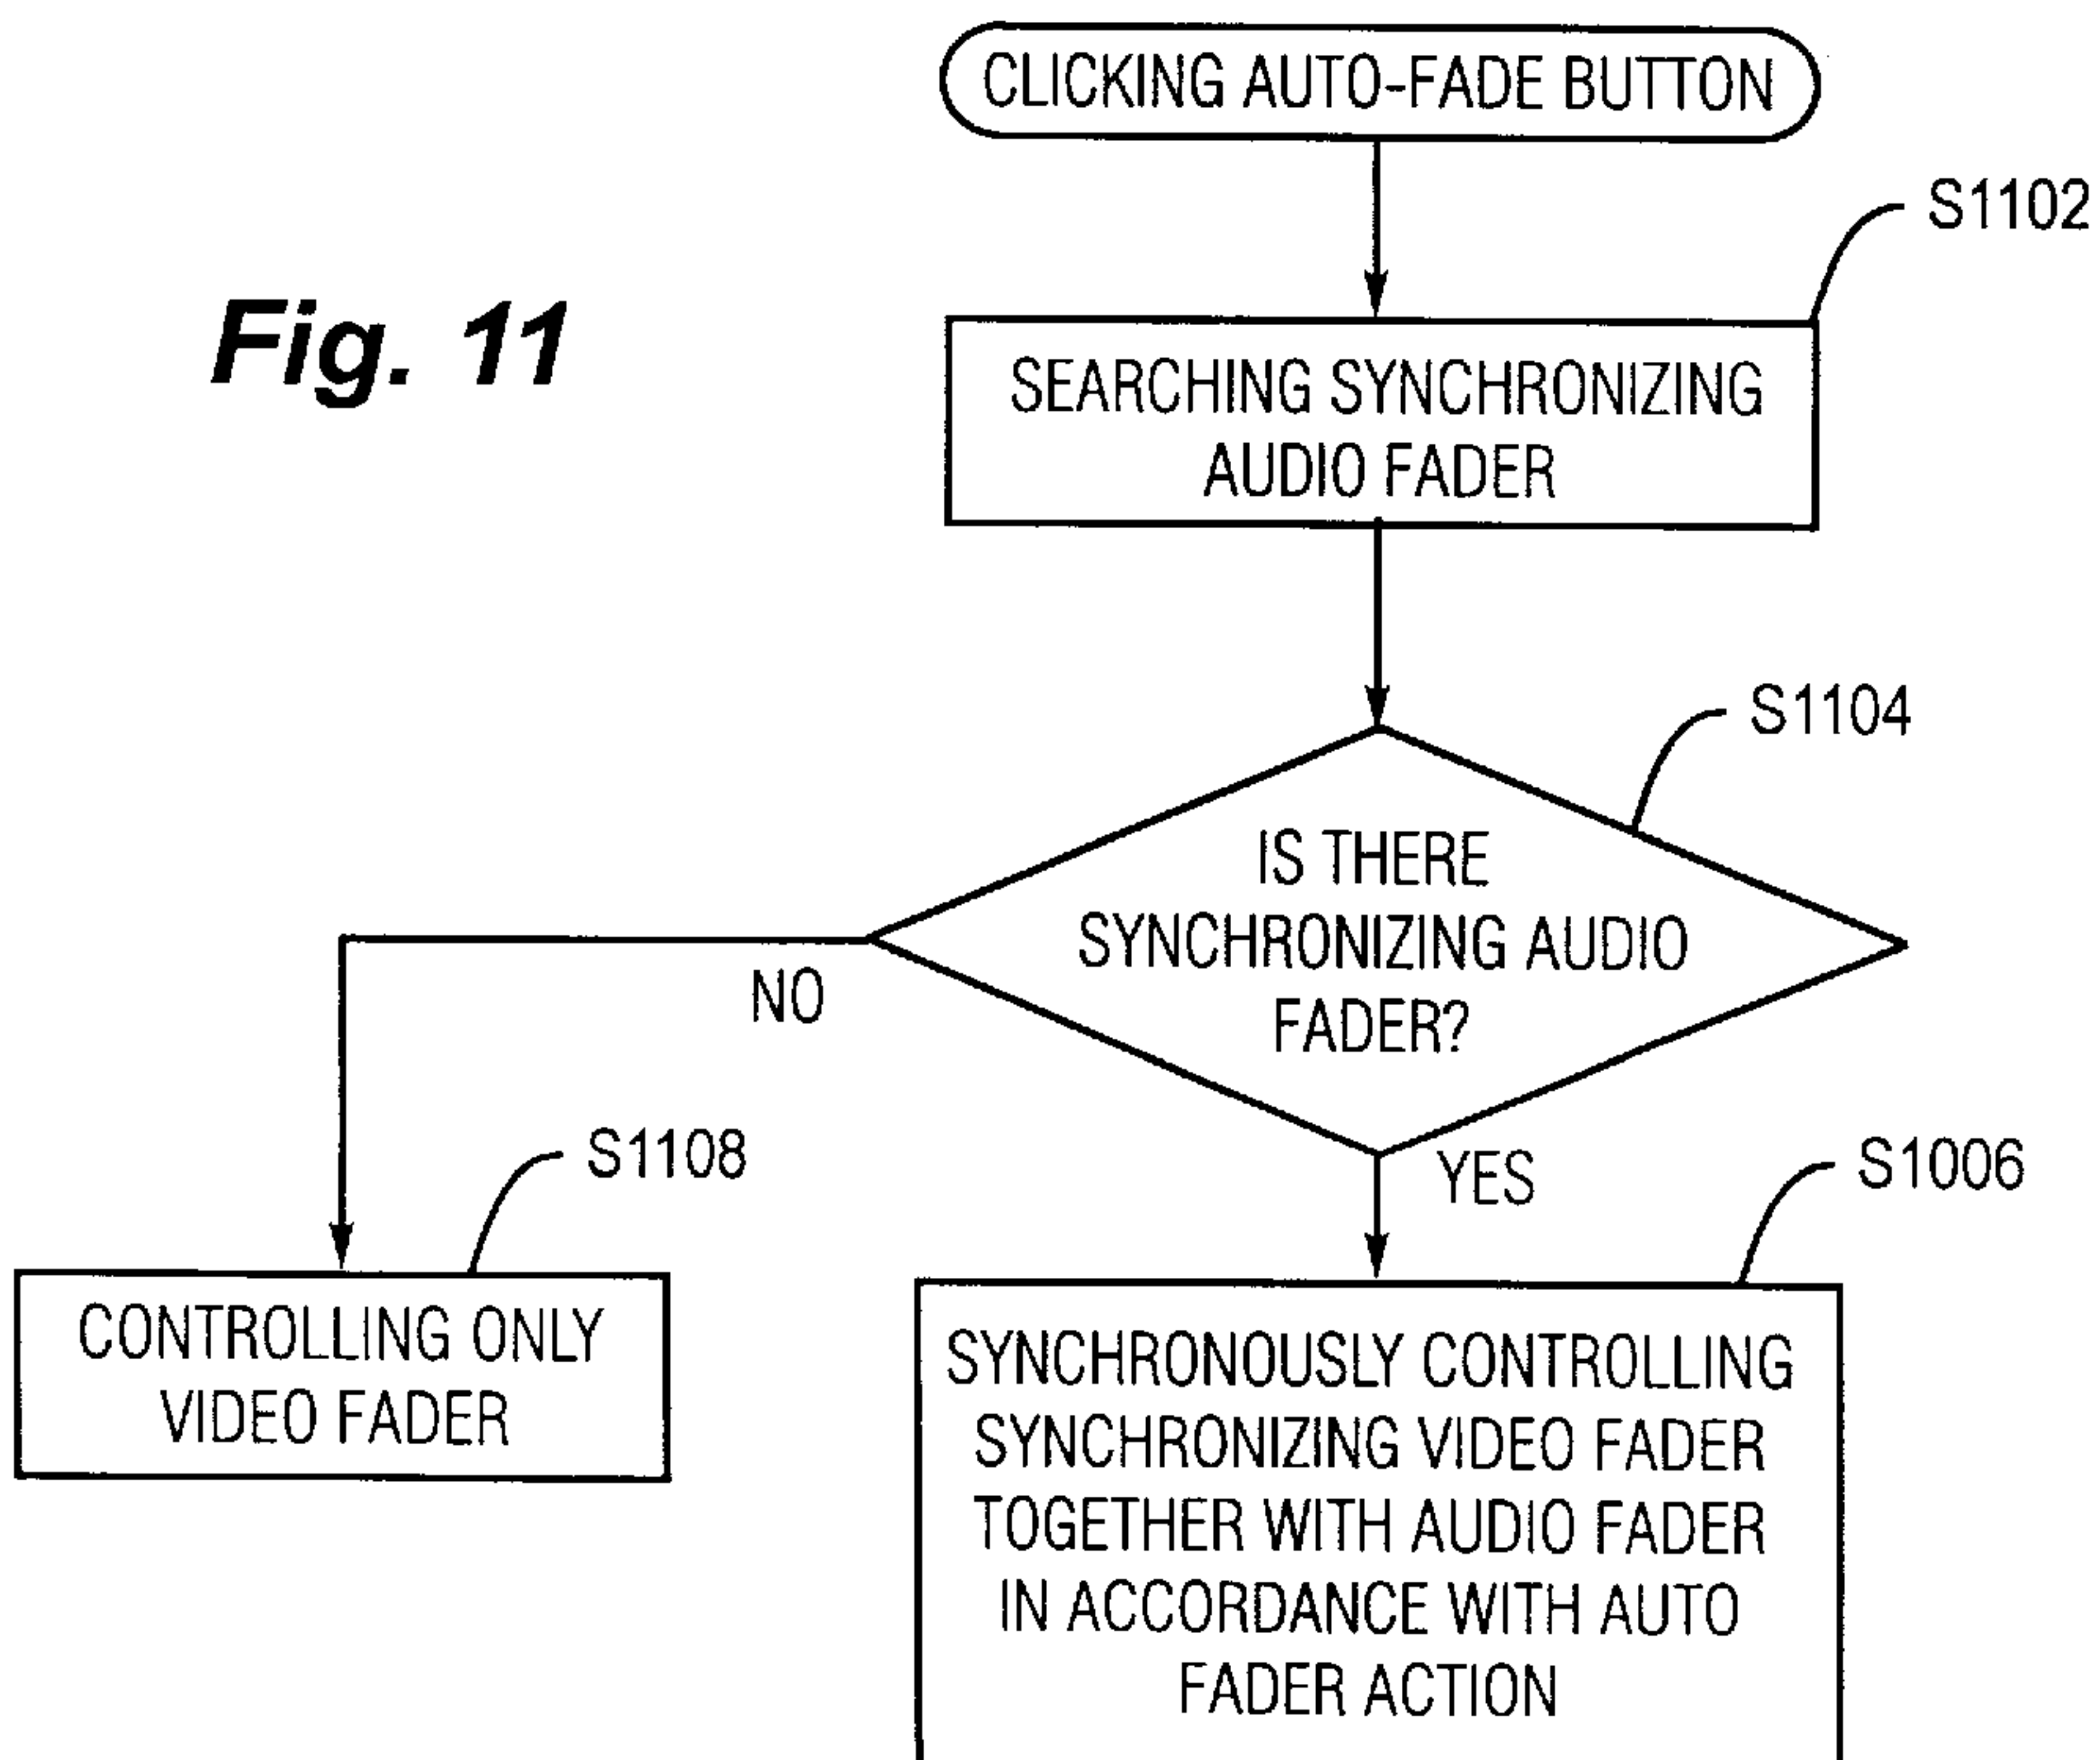 CLICKING AUTO-FADE BUTTON
S1102
Fig. 11
SEARCHING SYNCHRONIZING
AUDIO FADER
S1104
IS THERE
SYNCHRONIZING AUDIO
FADER?
NO
YES
S1108
S1006
CONTROLLING ONLY
VIDEO FADER
SYNCHRONOUSLY CONTROLLING
SYNCHRONIZING VIDEO FADER
TOGETHER WITH AUDIO FADER
IN ACCORDANCE WITH AUTO
FADER ACTION